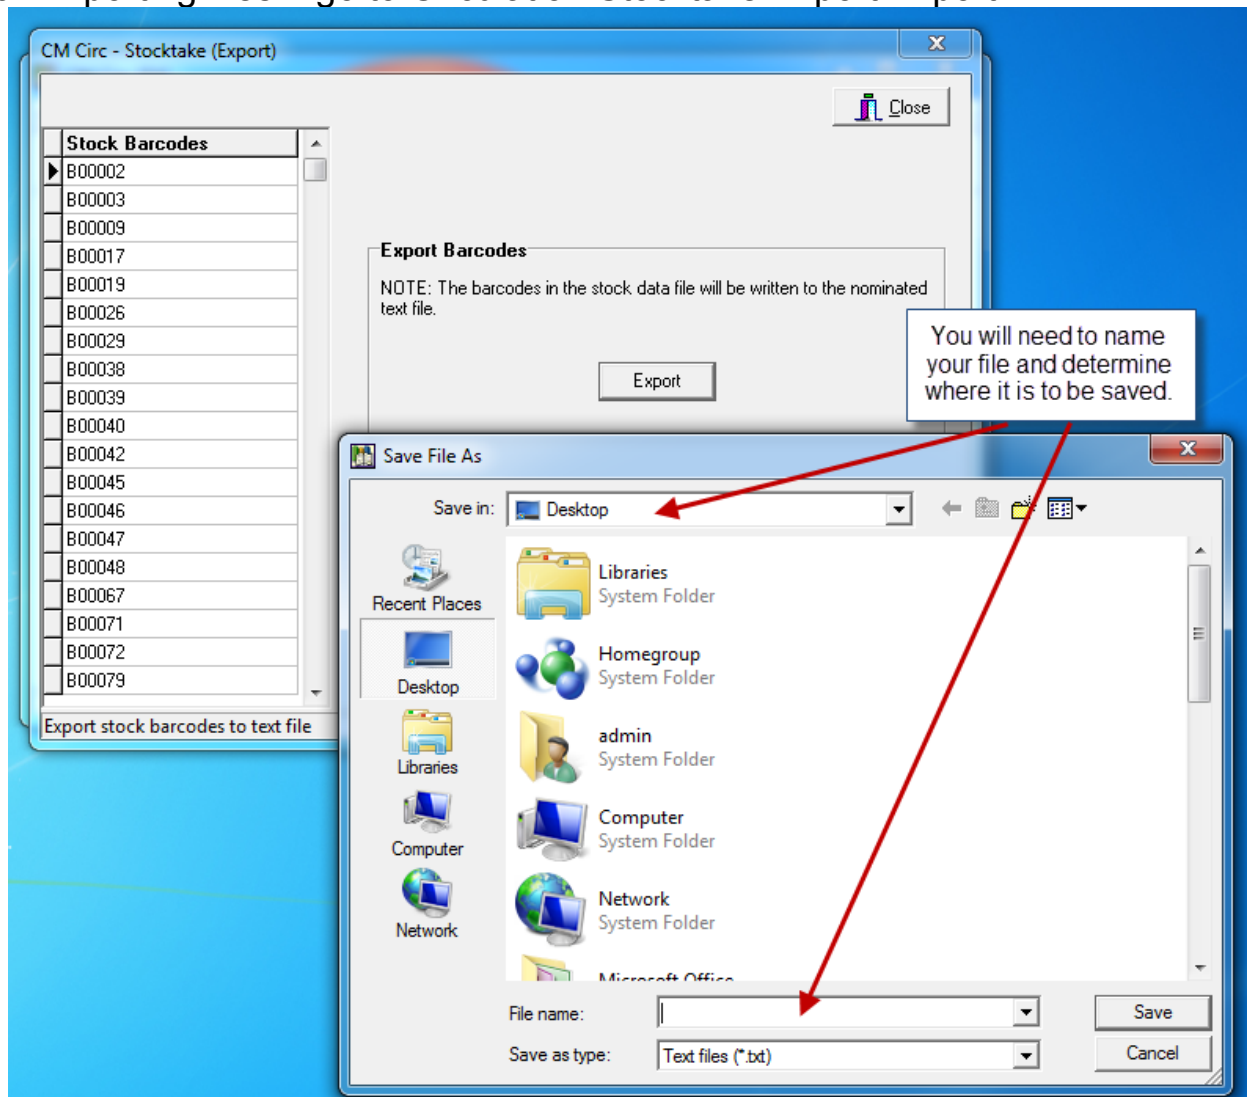 CM Circ - Stocktake (Export)
Close
Stock Barcodes
B00002
B00003
B00009
B00017
B00019
B00026
B00029
B00038
B00039
B00040
B00042
B00045
B00046
B00047
B00048
B00067
B00071
B00072
B00079
Export stock barcodes to text file
Export Barcodes
NOTE: The barcodes in the stock data file will be written to the nominated
text file.
Export
You will need to name
your file and determine
where it is to be saved.
Save File As
Save in:
Desktop
Recent Places
Desktop
Libraries
Computer
Network
Libraries
System Folder
Homegroup
System Folder
admin
System Folder
Computer
System Folder
Network
System Folder
Microsoft Office
File name:
Save
Save as type:
Text files (*.txt)
Cancel